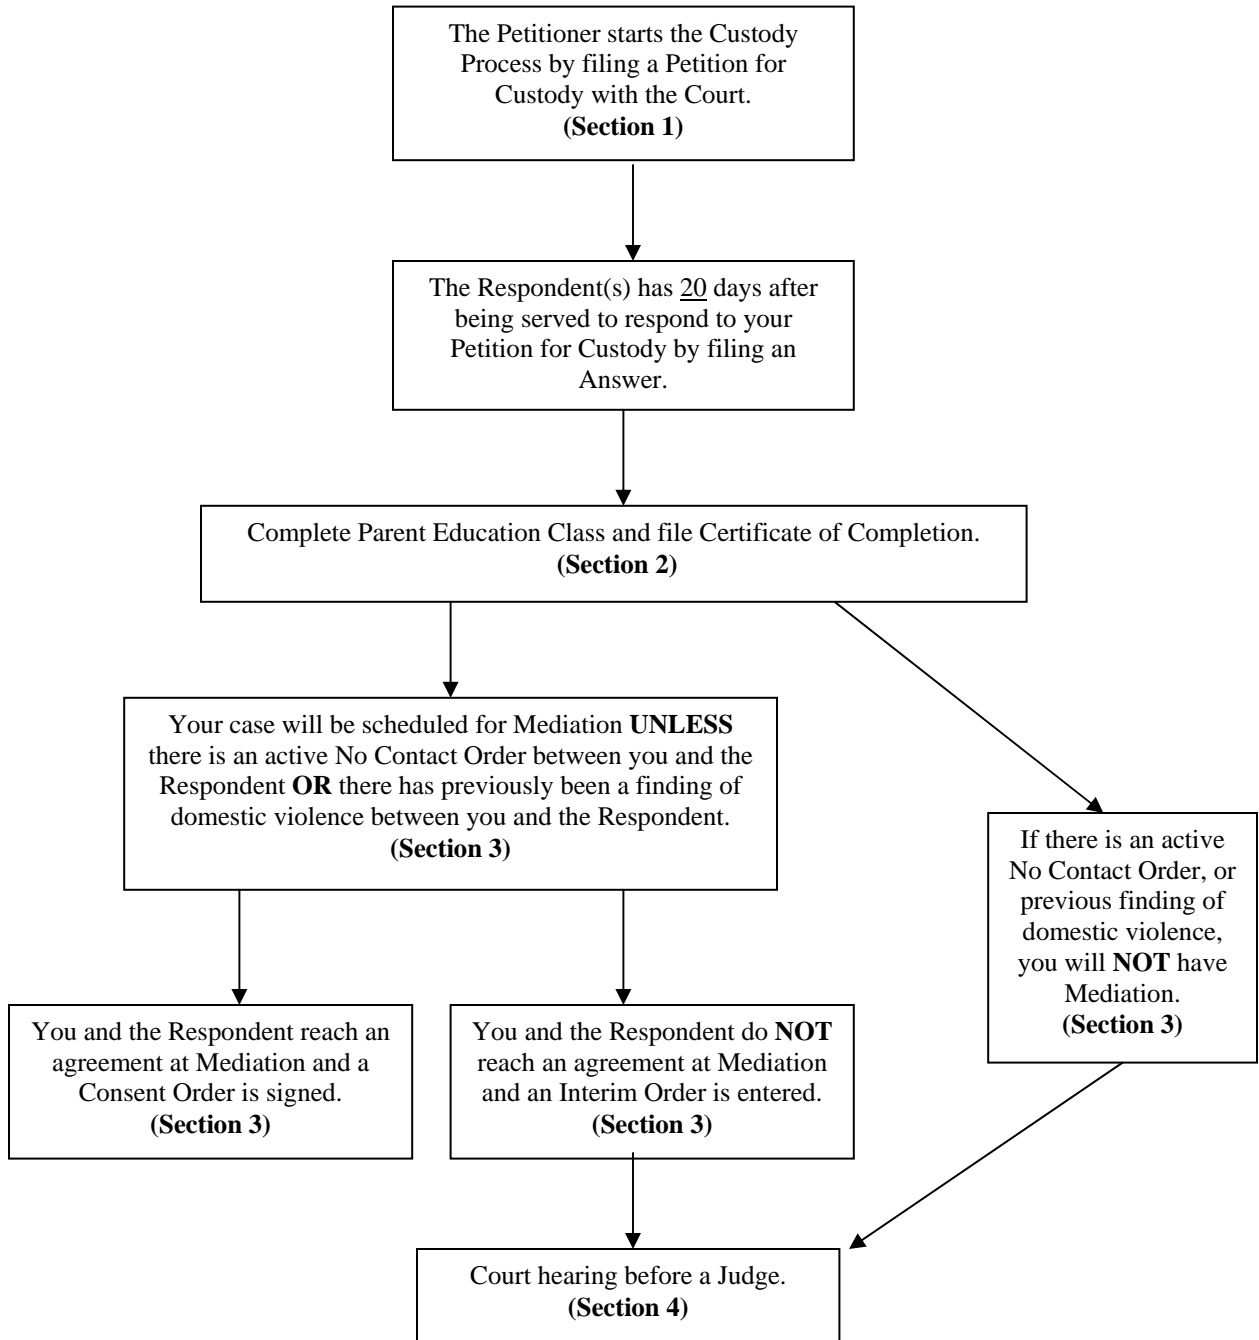 The Petitioner starts the Custody
Process by filing a Petition for
Custody with the Court.
(Section 1)
The Respondent(s) has 20 days after
being served to respond to your
Petition for Custody by filing an
Answer.
Complete Parent Education Class and file Certificate of Completion.
(Section 2)
Your case will be scheduled for Mediation UNLESS
there is an active No Contact Order between you and the
Respondent OR there has previously been a finding of
domestic violence between you and the Respondent.
(Section 3)
If there is an active
No Contact Order, or
previous finding of
domestic violence,
you will NOT have
Mediation.
(Section 3)
You and the Respondent reach an
agreement at Mediation and a
Consent Order is signed.
(Section 3)
You and the Respondent do NOT
reach an agreement at Mediation
and an Interim Order is entered.
(Section 3)
Court hearing before a Judge.
(Section 4)